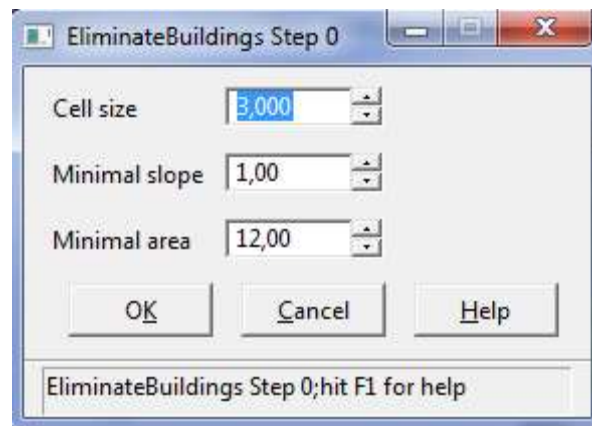 EliminateBuildings Step 0
Cell size 3,000
Minimal slope 1,00
Minimal area 12,00
OK Cancel Help
EliminateBuildings Step 0;hit F1 for help